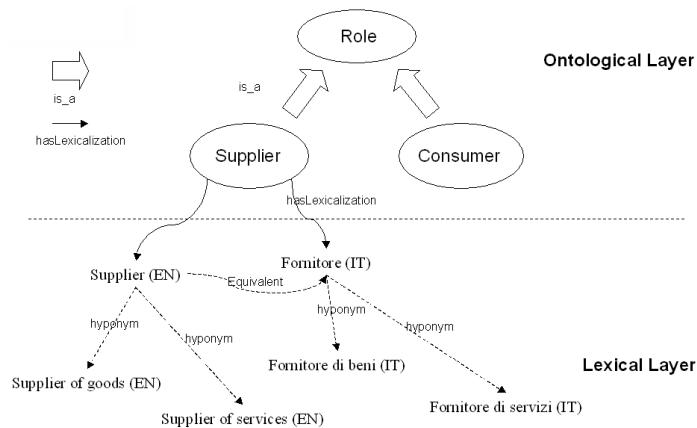 Role
Ontological Layer
is_a
is_a
hasLexicalization
Supplier
Consumer
hasLexicalization
Supplier (EN)
Fornitore (IT)
Equivalent
hyponym
hyponym
hyponym
hyponym
Fornitore di beni (IT)
Lexical Layer
Supplier of goods (EN)
Supplier of services (EN)
Fornitore di servizi (IT)